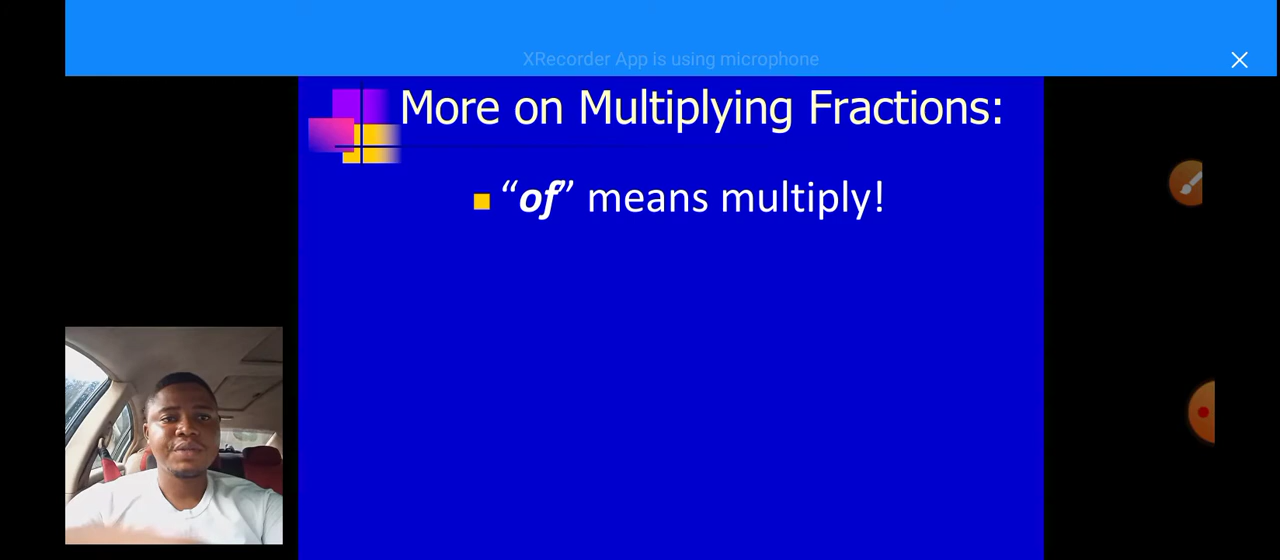 XRecorder App is using microphone
More on Multiplying Fractions:
“of” means multiply!